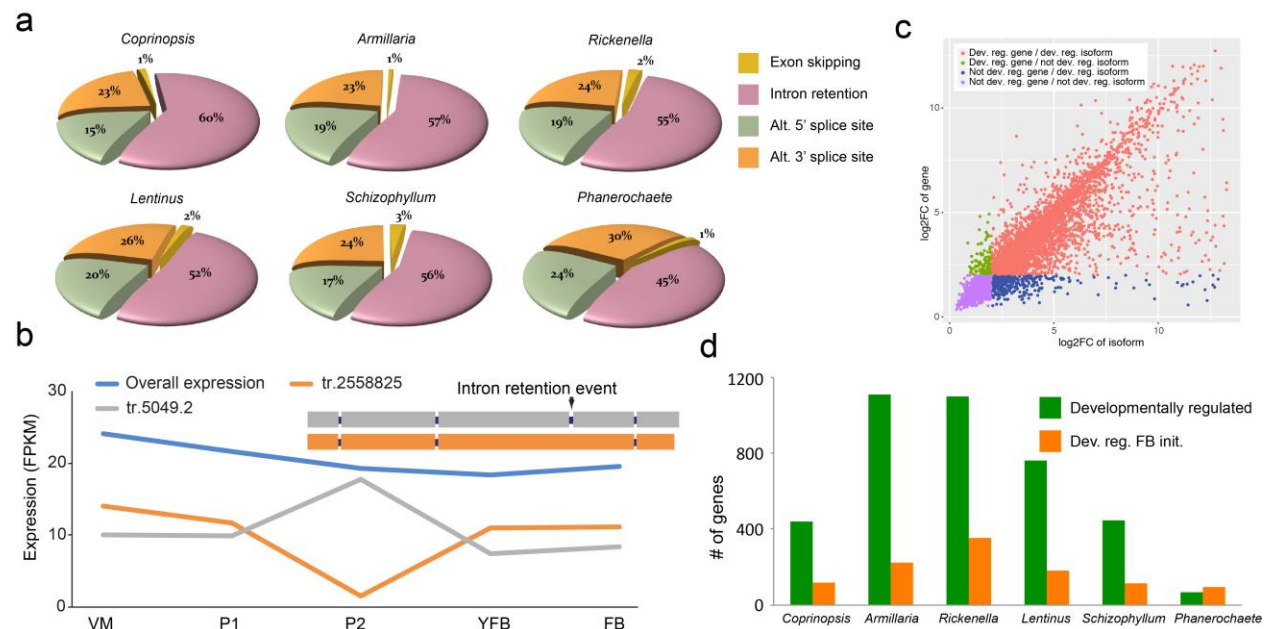 a
Coprinopsis
1%
23%
15%
60%
Armillaria
1%
23%
19%
57%
Rickenella
2%
24%
19%
55%
Exon skipping
Intron retention
Alt. 5' splice site
Alt. 3' splice site
Lentinus
2%
26%
20%
52%
Schizophyllum
3%
24%
17%
56%
Phanerochaete
1%
30%
24%
45%
b
Overall expression
tr.2558825
tr.5049.2
Intron retention event
Expression (FPKM)
30
20
10
0
VM
P1
P2
YFB
FB
c
Dev. reg. gene / dev. reg. isoform
Dev. reg. gene / not dev. reg. isoform
Not dev. reg. gene / dev. reg. isoform
Not dev. reg. gene / not dev. reg. isoform
log2FC of gene
10
5
0
0
5
10
log2FC of isoform
d
Developmentally regulated
Dev. reg. FB init.
# of genes
1200
800
400
0
Coprinopsis
Armillaria
Rickenella
Lentinus
Schizophyllum
Phanerochaete